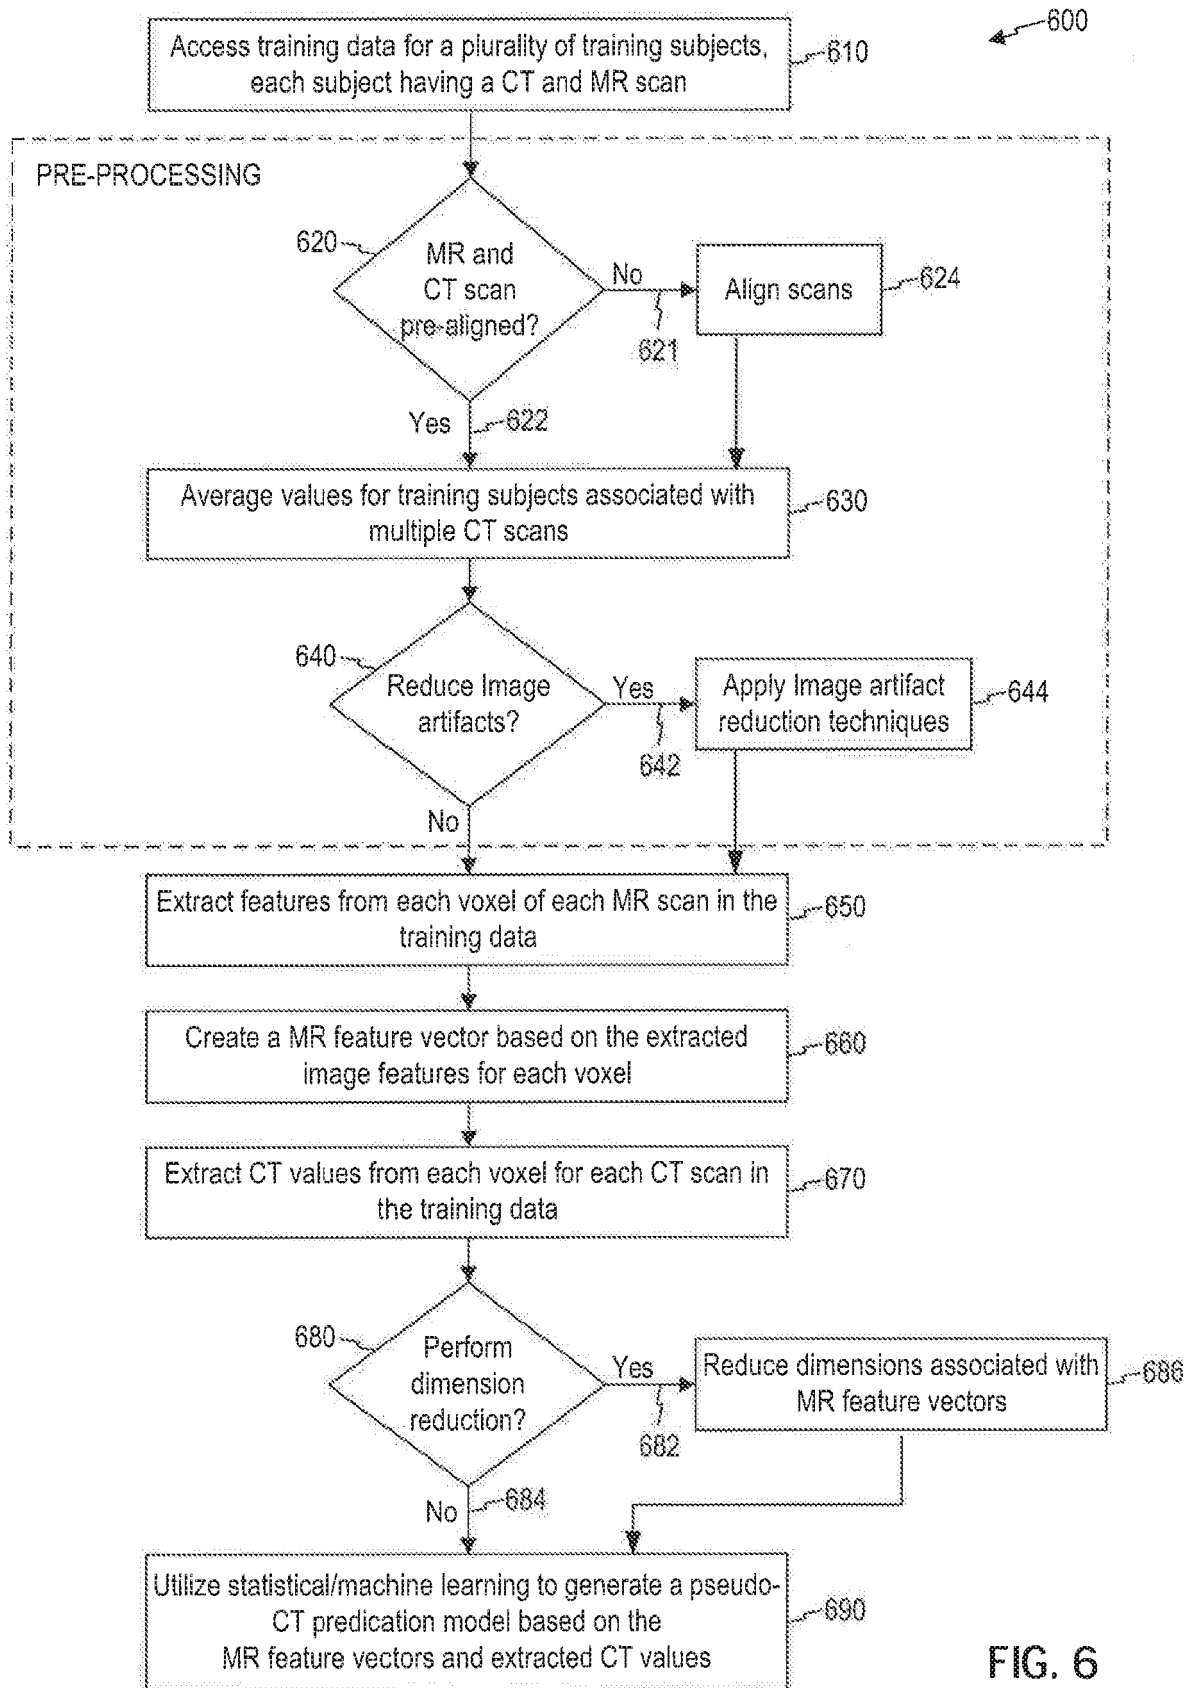 600
Access training data for a plurality of training subjects,
each subject having a CT and MR scan
610
PRE-PROCESSING
620
MR and
CT scan
pre-aligned?
No
621
Align scans
624
Yes
622
Average values for training subjects associated with
multiple CT scans
630
640
Reduce Image
artifacts?
Yes
642
Apply Image artifact
reduction techniques
644
No
Extract features from each voxel of each MR scan in the
training data
650
Create a MR feature vector based on the extracted
image features for each voxel
660
Extract CT values from each voxel for each CT scan in
the training data
670
680
Perform
dimension
reduction?
Yes
682
Reduce dimensions associated with
MR feature vectors
686
No
684
Utilize statistical/machine learning to generate a pseudo-
CT predication model based on the
MR feature vectors and extracted CT values
690
FIG. 6